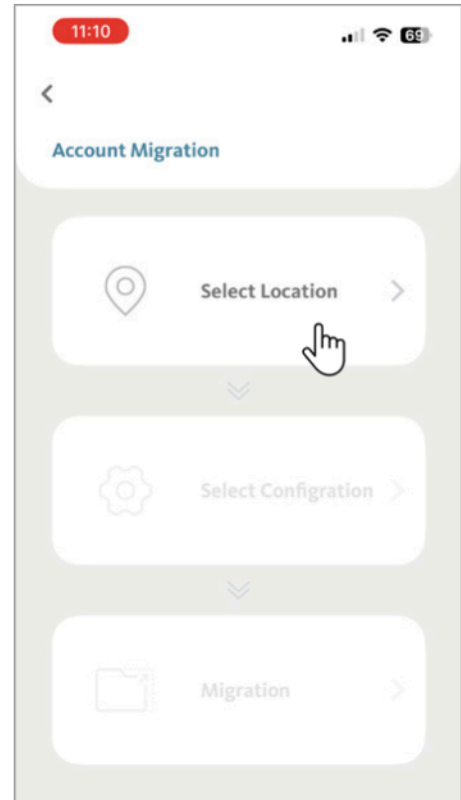 11:10
69
Account Migration
Select Location
Select Configration
Migration